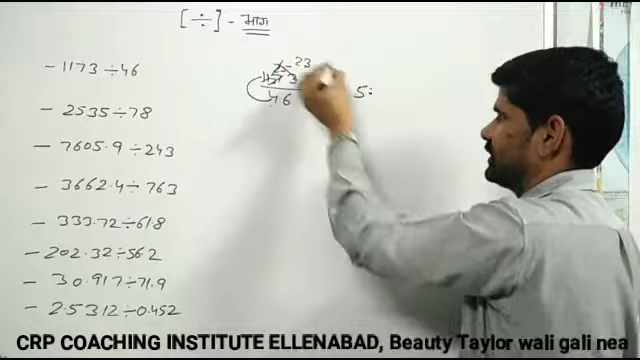 [÷] - भाग
- 1173 ÷ 46
- 2535 ÷ 78
- 7605.9 ÷ 243
- 3662.4 ÷ 763
- 333.72 ÷ 618
- 202.32 ÷ 56.2
- 30.917 ÷ 71.9
- 2.5312 ÷ 0.452
23
46
5:
CRP COACHING INSTITUTE ELLENABAD, Beauty Taylor wali gali nea